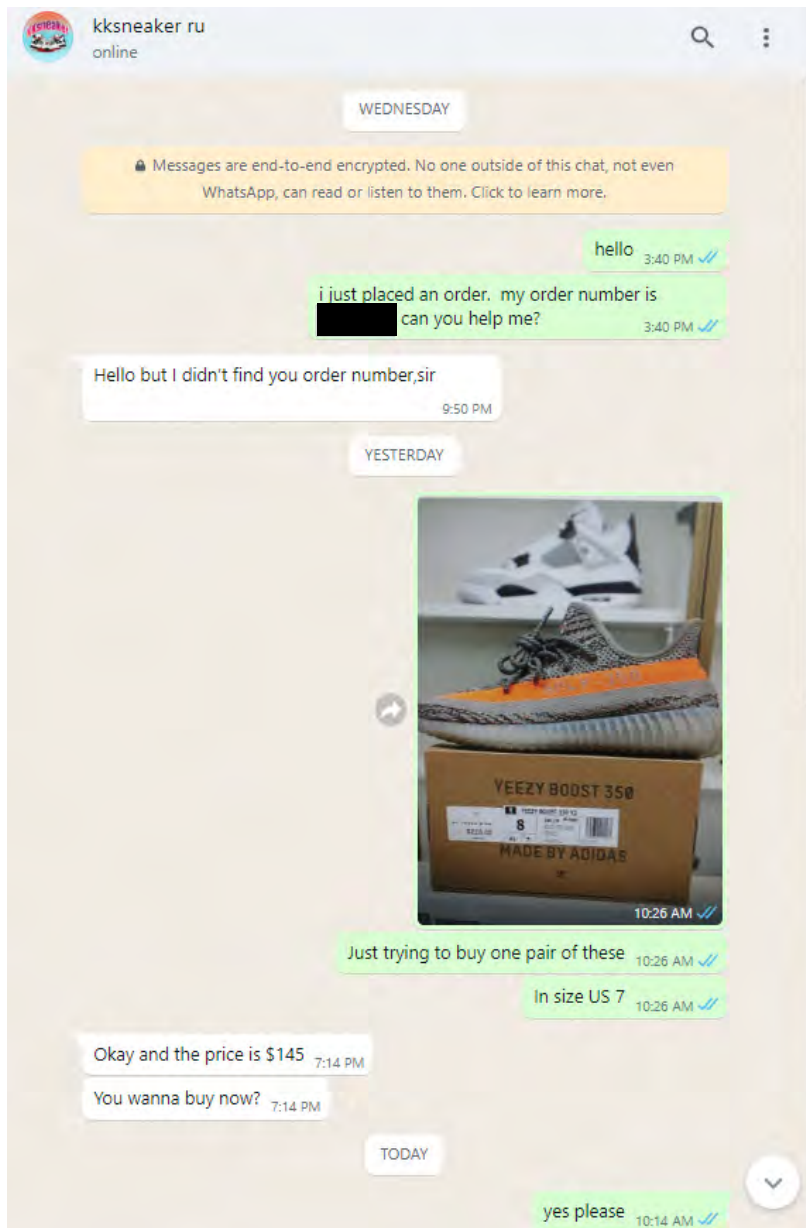 kksneaker ru
online
WEDNESDAY
Messages are end-to-end encrypted. No one outside of this chat, not even
WhatsApp, can read or listen to them. Click to learn more.
hello 3:40 PM
i just placed an order.  my order number is
can you help me? 3:40 PM
Hello but I didn't find you order number,sir
9:50 PM
YESTERDAY
YEEZY BOOST 350
8
MADE BY ADIDAS
10:26 AM
Just trying to buy one pair of these 10:26 AM
In size US 7 10:26 AM
Okay and the price is $145 7:14 PM
You wanna buy now? 7:14 PM
TODAY
yes please 10:14 AM